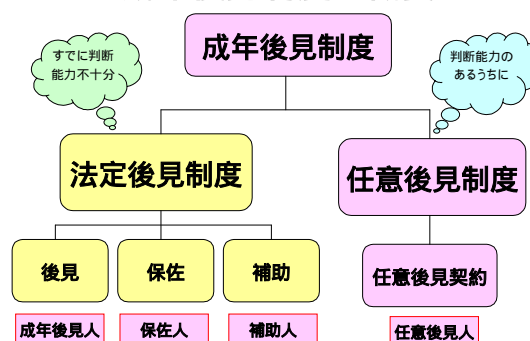 成年後見制度
すでに判断
能力不十分
判断能力の
あるうちに
法定後見制度
任意後見制度
後見
保佐
補助
任意後見契約
成年後見人
保佐人
補助人
任意後見人